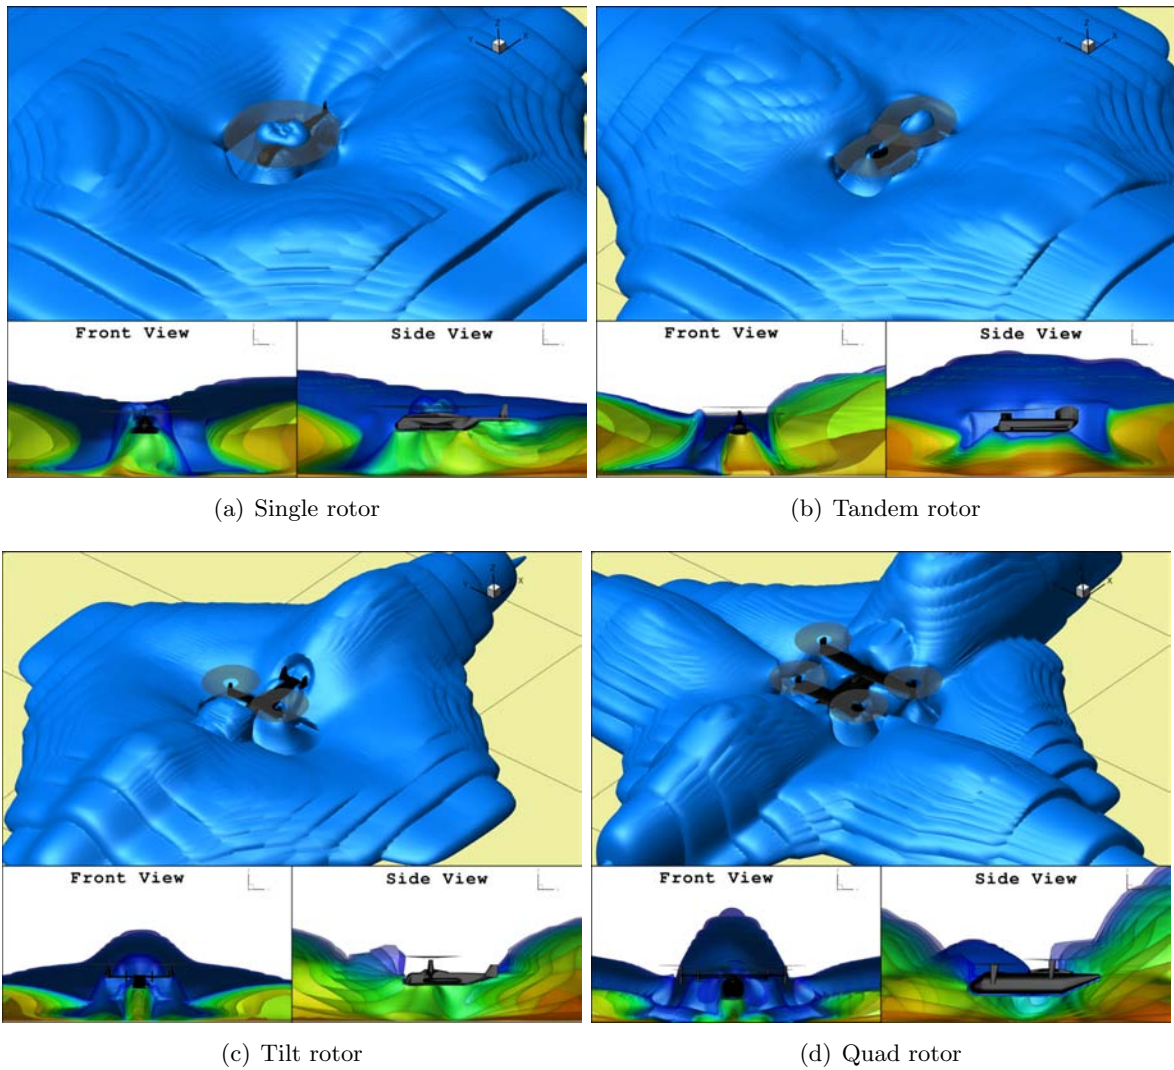 Z
Y X
Z
Y X
Front View
Side View
Front View
Side View
(a) Single rotor
(b) Tandem rotor
Z
Y X
Z
Front View
Side View
Front View
Side View
(c) Tilt rotor
(d) Quad rotor